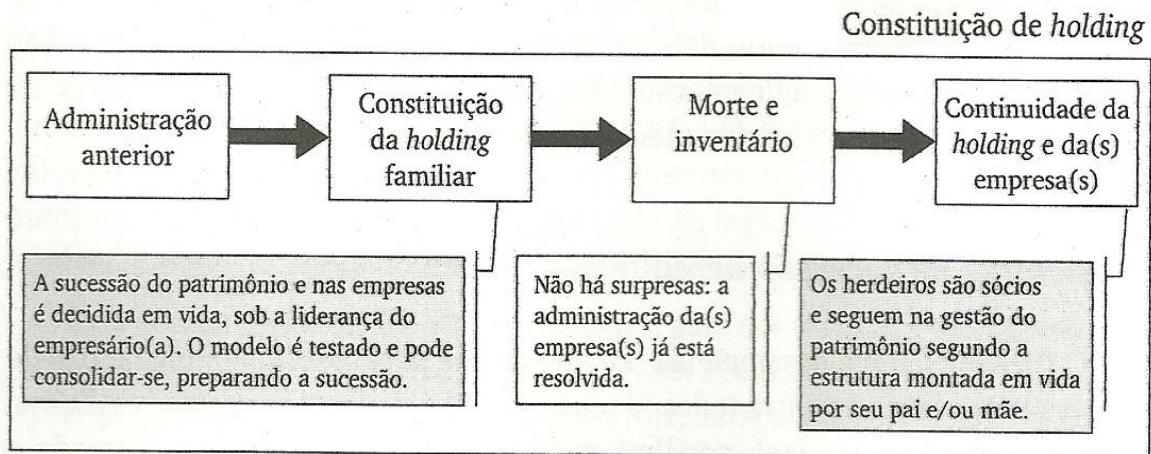 Constituição de holding
Administração
anterior
Constituição
da holding
familiar
Morte e
inventário
Continuidade da
holding e da(s)
empresa(s)
A sucessão do patrimônio e nas empresas
é decidida em vida, sob a liderança do
empresário(a). O modelo é testado e pode
consolidar-se, preparando a sucessão.
Não há surpresas: a
administração da(s)
empresa(s) já está
resolvida.
Os herdeiros são sócios
e seguem na gestão do
patrimônio segundo a
estrutura montada em vida
por seu pai e/ou mãe.